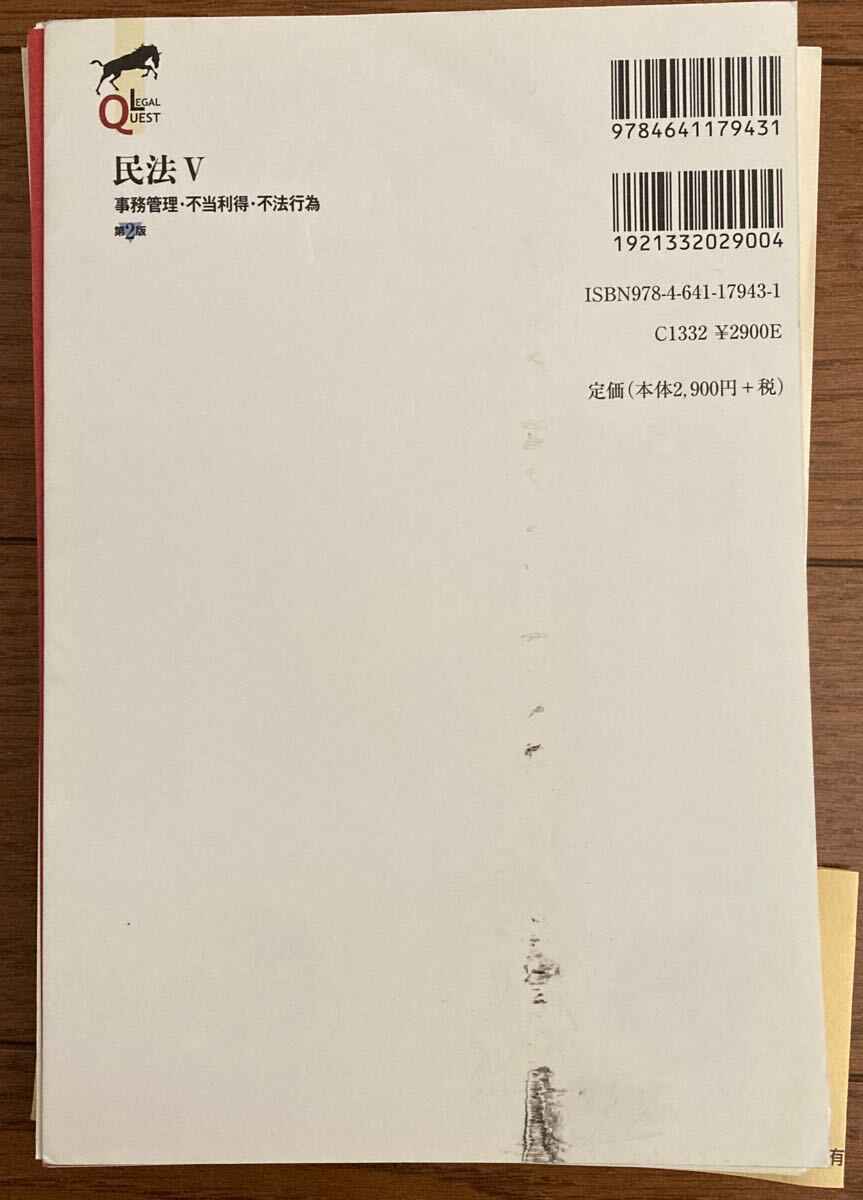 LEGAL
QUEST
民法 V
事務管理・不当利得・不法行為
第2版
9784641179431
1921332029004
ISBN978-4-641-17943-1
C1332 ¥2900E
定価(本体2,900円+税)
有